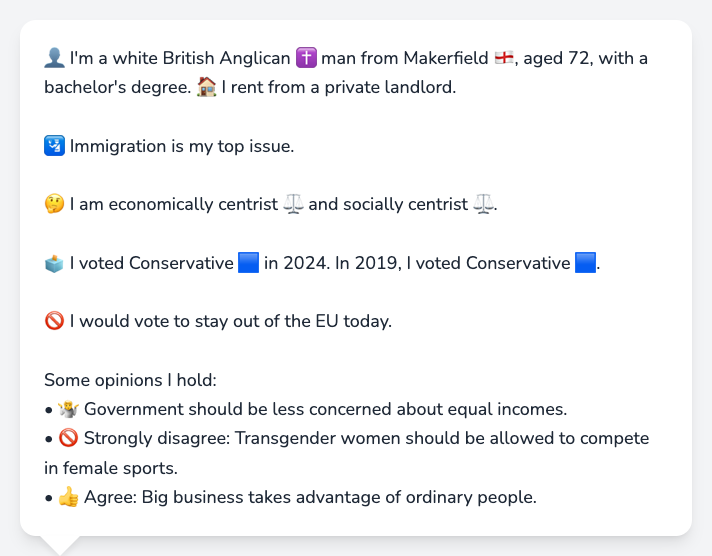 👤 I'm a white British Anglican ✝️ man from Makerfield 🏴󠁧󠁢󠁥󠁮󠁧󠁿, aged 72, with a
bachelor's degree. 🏠 I rent from a private landlord.
🛂 Immigration is my top issue.
🤔 I am economically centrist ⚖️ and socially centrist ⚖️.
🗳️ I voted Conservative 🟦 in 2024. In 2019, I voted Conservative 🟦.
🚫 I would vote to stay out of the EU today.
Some opinions I hold:
• 🤷 Government should be less concerned about equal incomes.
• 🚫 Strongly disagree: Transgender women should be allowed to compete
in female sports.
• 👍 Agree: Big business takes advantage of ordinary people.